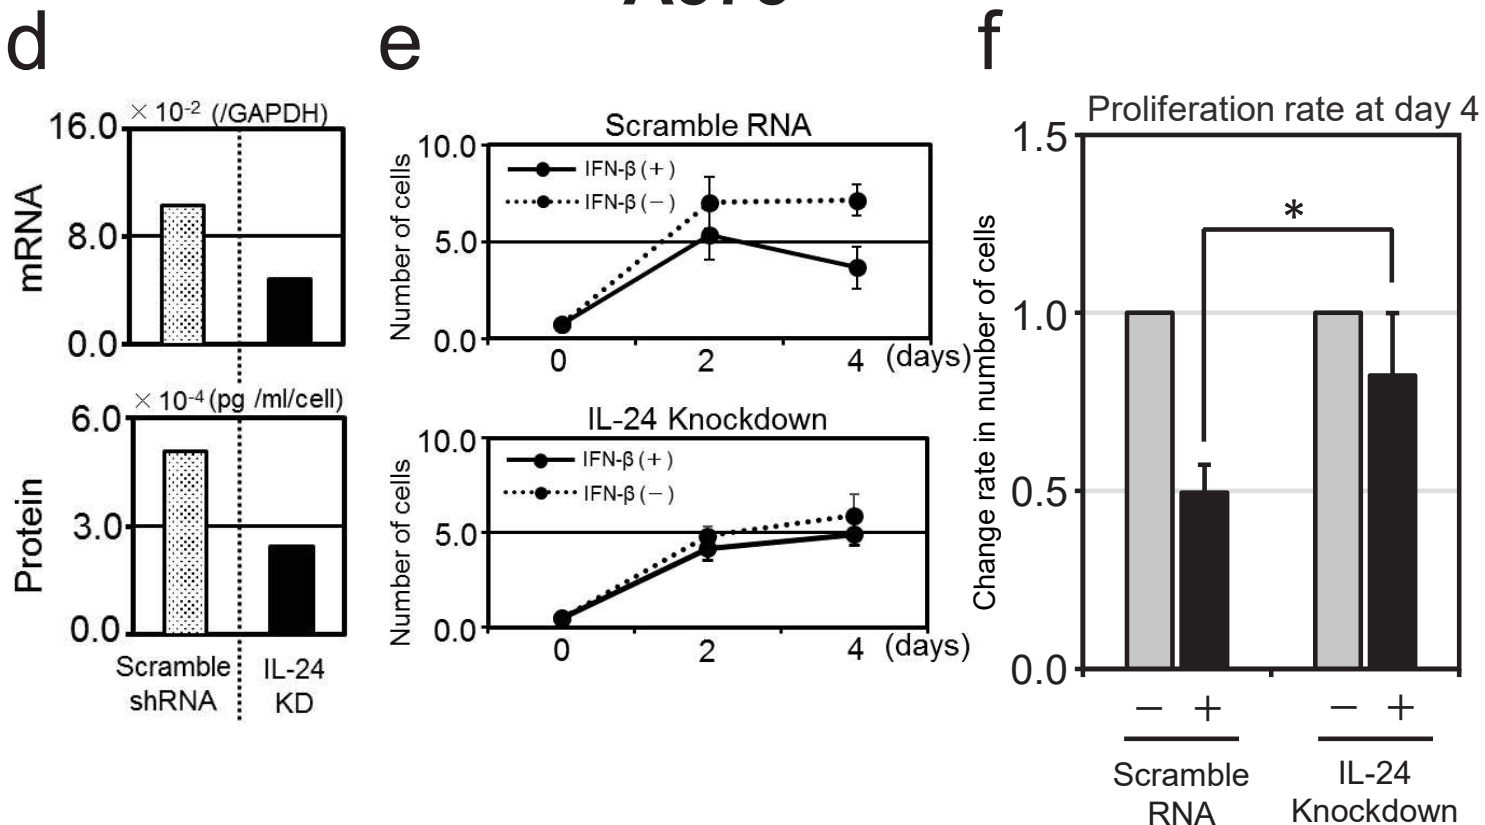 d
e
f
× 10-2 (/GAPDH)
16.0
8.0
0.0
mRNA
× 10-4 (pg /ml/cell)
6.0
3.0
0.0
Protein
Scramble shRNA
IL-24 KD
Scramble RNA
10.0
5.0
0.0
Number of cells
IFN-β (+)
IFN-β (−)
0 2 4 (days)
IL-24 Knockdown
10.0
5.0
0.0
Number of cells
IFN-β (+)
IFN-β (−)
0 2 4 (days)
Proliferation rate at day 4
1.5
1.0
0.5
0.0
Change rate in number of cells
*
− + − +
Scramble
RNA
IL-24
Knockdown